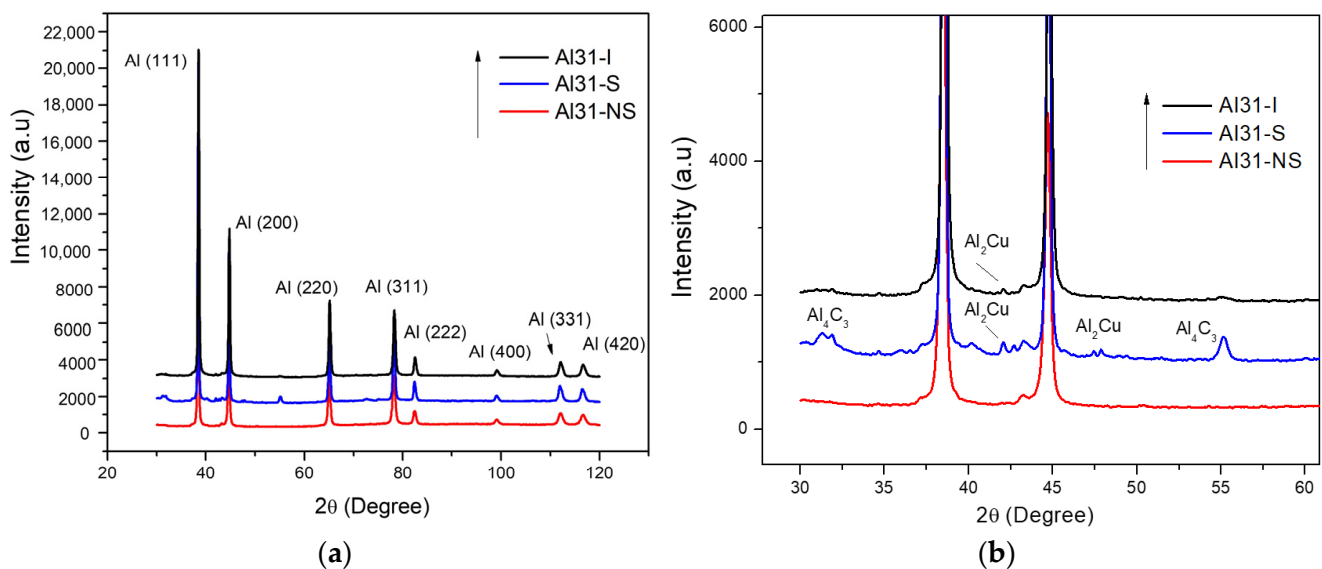 22,000
20,000
18,000
16,000
14,000
12,000
10,000
8000
6000
4000
2000
0
Intensity (a.u)
Al (111)
Al (200)
Al (220)
Al (311)
Al (222)
Al (400)
Al (331)
Al (420)
Al31-I
Al31-S
Al31-NS
20 40 60 80 100 120
2θ (Degree)
(a)
6000
4000
2000
0
Intensity (a.u)
Al31-I
Al31-S
Al31-NS
Al₂Cu
Al₄C₃
Al₂Cu
Al₂Cu
Al₄C₃
30 35 40 45 50 55 60
2θ (Degree)
(b)